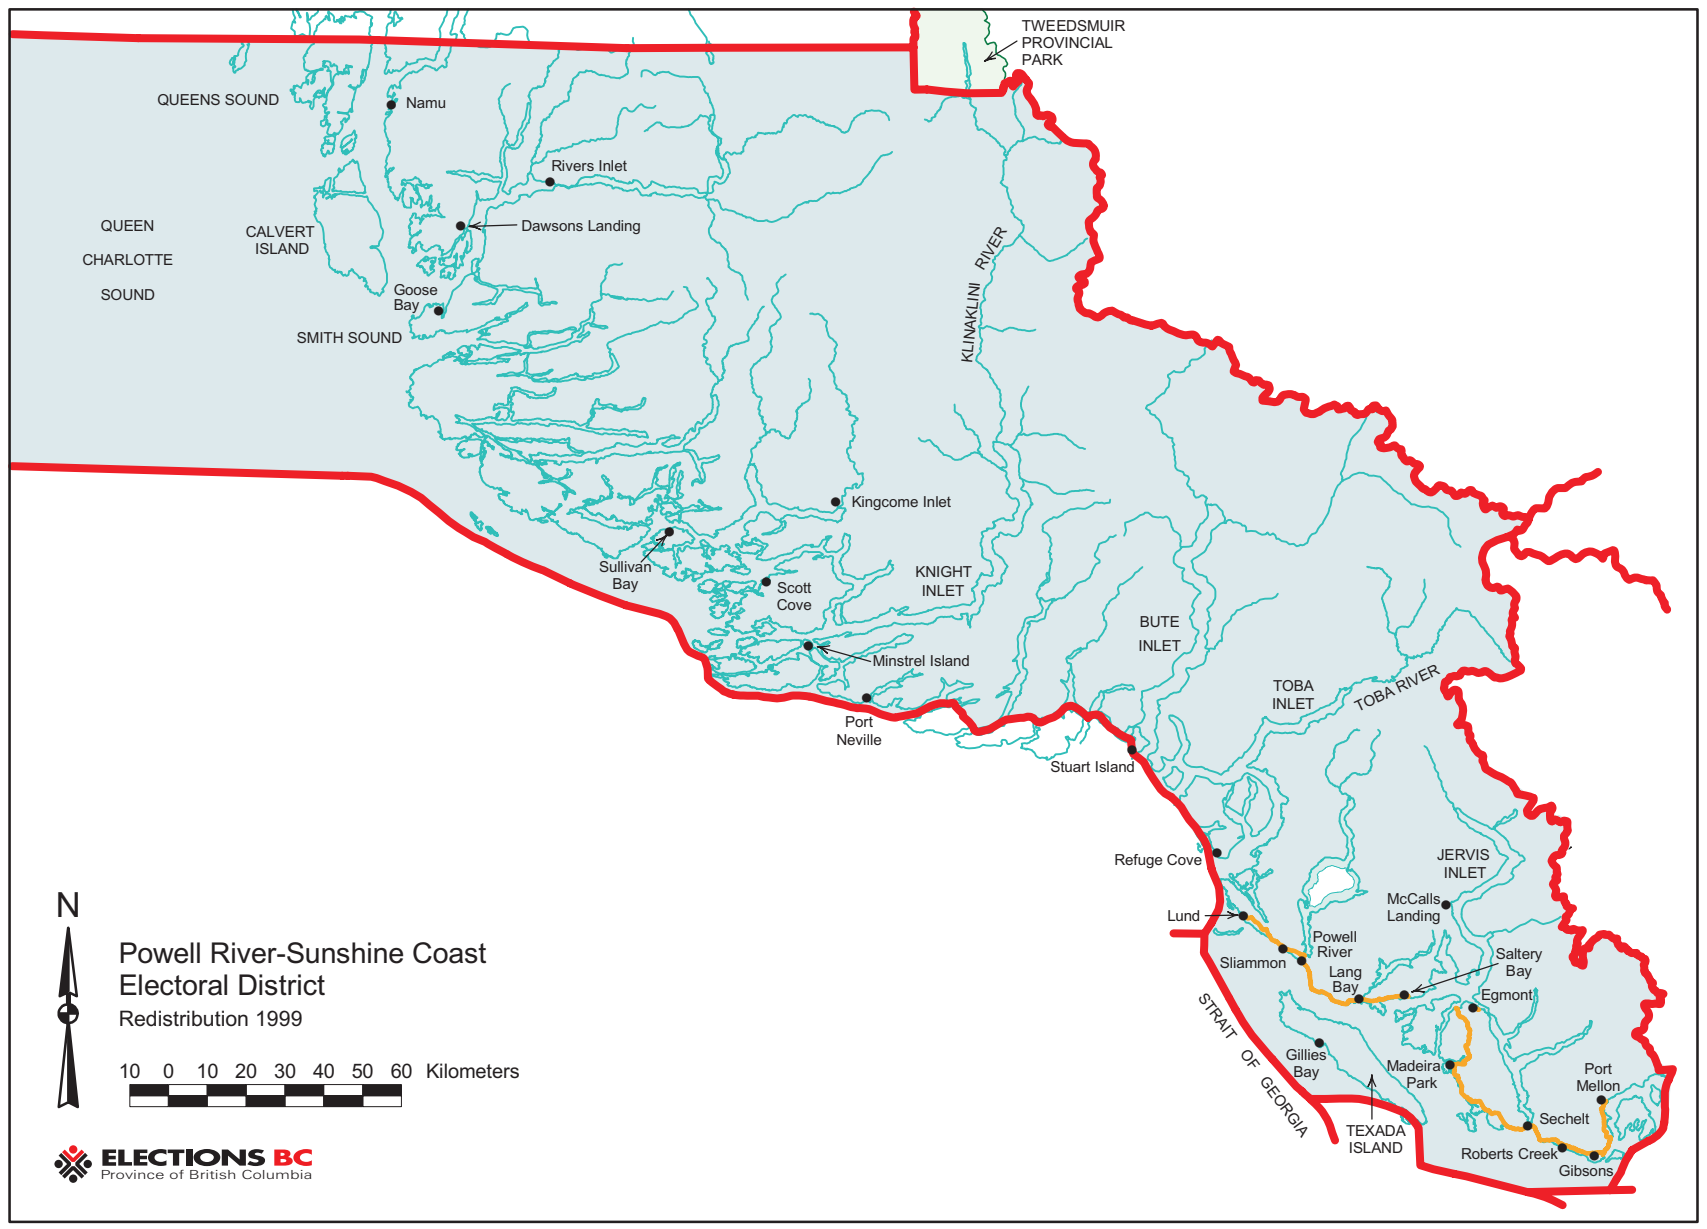 TWEEDSMUIR
PROVINCIAL
PARK
QUEENS SOUND
Namu
Rivers Inlet
QUEEN
CHARLOTTE
SOUND
CALVERT
ISLAND
Dawsons Landing
Goose
Bay
SMITH SOUND
KLINAKLINI RIVER
Kingcome Inlet
Sullivan
Bay
Scott
Cove
KNIGHT
INLET
BUTE
INLET
Minstrel Island
TOBA
INLET
TOBA RIVER
Port
Neville
Stuart Island
Refuge Cove
JERVIS
INLET
McCalls
Landing
Lund
Powell
River
Sliammon
Lang
Bay
Saltery
Bay
Egmont
STRAIT OF GEORGIA
Gillies
Bay
Madeira
Park
Port
Mellon
Sechelt
TEXADA
ISLAND
Roberts Creek
Gibsons
N
Powell River-Sunshine Coast
Electoral District
Redistribution 1999
10 0 10 20 30 40 50 60 Kilometers
ELECTIONS BC
Province of British Columbia